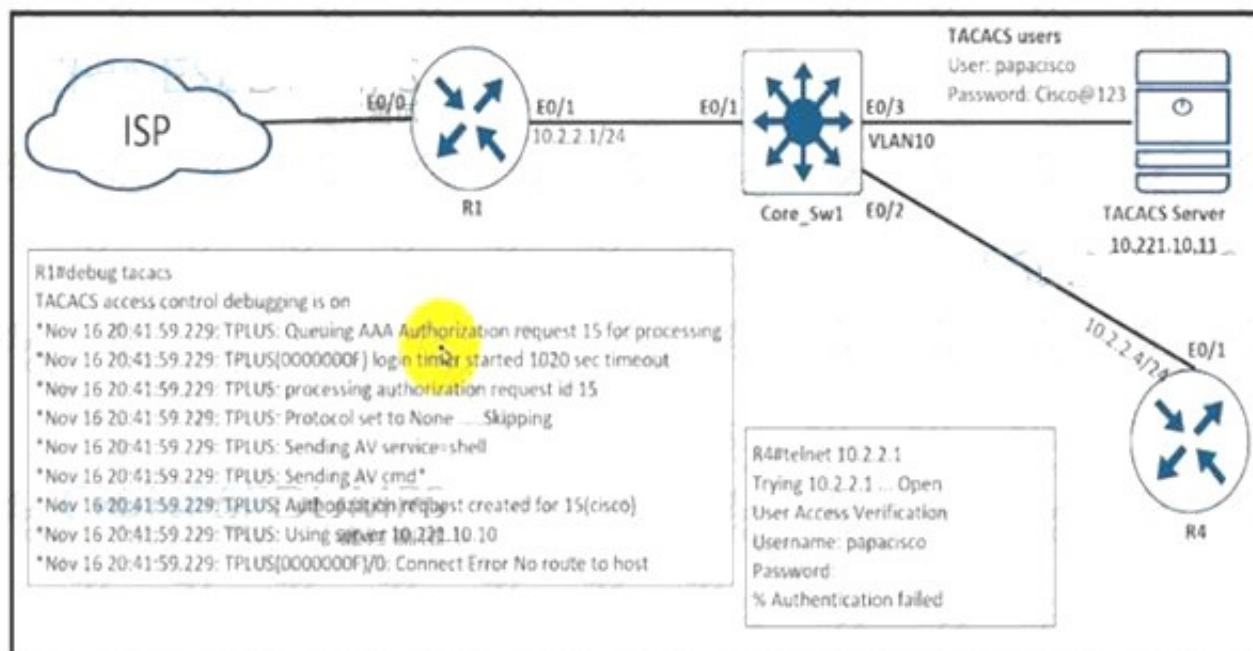 TACACS users
User: papacisco
Password: Cisco@123
ISP
E0/0
E0/1
10.2.2.1/24
E0/1
E0/3
VLAN10
R1
Core_Sw1
E0/2
TACACS Server
10.221.10.11
10.2.2.4/24
E0/1
R4
R1#debug tacacs
TACACS access control debugging is on
*Nov 16 20:41:59.229: TPLUS: Queuing AAA Authorization request 15 for processing
*Nov 16 20:41:59.229: TPLUS(0000000F) login timer started 1020 sec timeout
*Nov 16 20:41:59.229: TPLUS: processing authorization request id 15
*Nov 16 20:41:59.229: TPLUS: Protocol set to None .....Skipping
*Nov 16 20:41:59.229: TPLUS: Sending AV service=shell
*Nov 16 20:41:59.229: TPLUS: Sending AV cmd*
*Nov 16 20:41:59.229: TPLUS: Authorization request created for 15(cisco)
*Nov 16 20:41:59.229: TPLUS: Using server 10.221.10.10
*Nov 16 20:41:59.229: TPLUS(0000000F)/0: Connect Error No route to host
R4#telnet 10.2.2.1
Trying 10.2.2.1 ... Open
User Access Verification
Username: papacisco
Password:
% Authentication failed